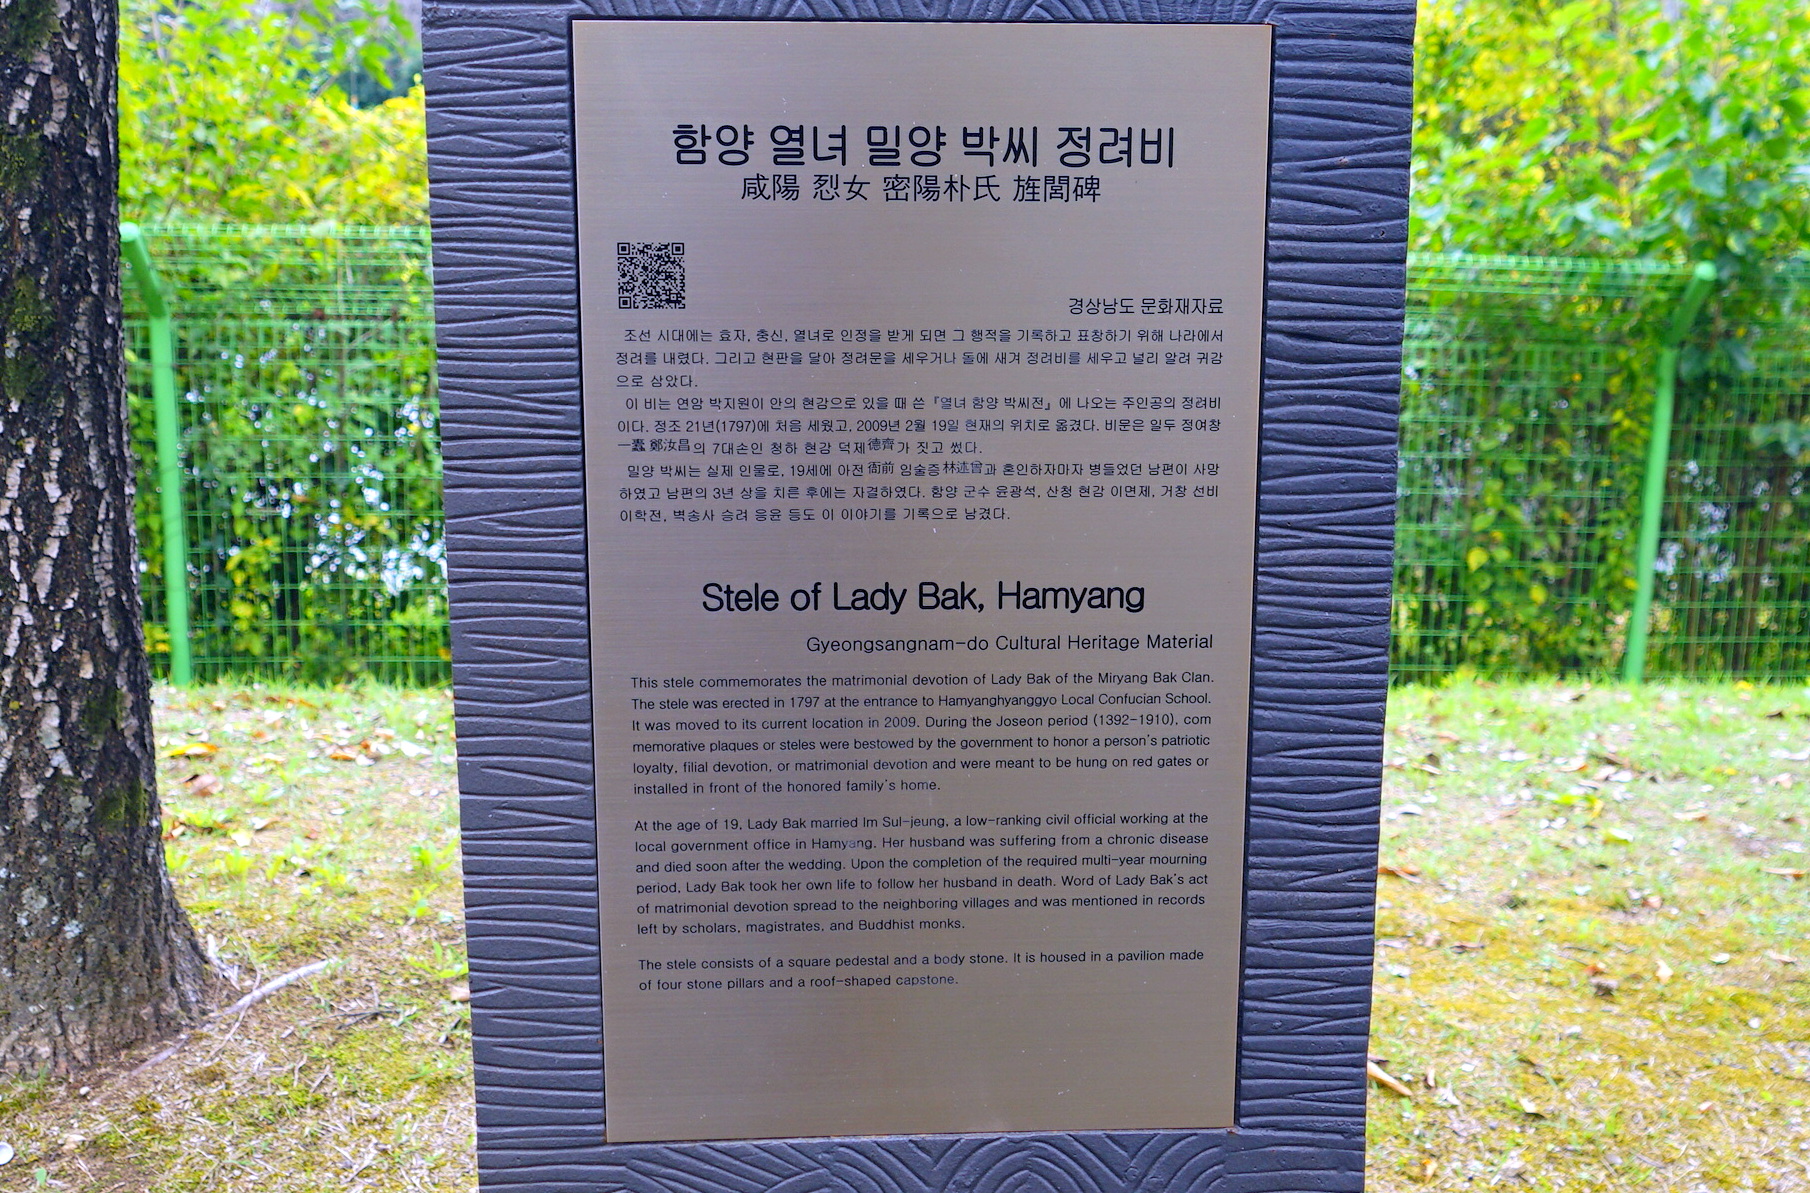 함양 열녀 밀양 박씨 정려비
咸陽 烈女 密陽朴氏 旌閭碑
경상남도 문화재자료
조선 시대에는 효자, 충신, 열녀로 인정을 받게 되면 그 행적을 기록하고 표창하기 위해 나라에서
정려를 내렸다. 그리고 현판을 달아 정려문을 세우거나 돌에 새겨 정려비를 세우고 널리 알려 귀감
으로 삼았다.
이 비는 연암 박지원이 안의 현감으로 있을 때 쓴 『열녀 함양 박씨전』에 나오는 주인공의 정려비
이다. 정조 21년(1797)에 처음 세웠고, 2009년 2월 19일 현재의 위치로 옮겼다. 비문은 일두 정여창
一蠹 鄭汝昌의 7대손인 청하 현감 덕제德齊가 짓고 썼다.
밀양 박씨는 실제 인물로, 19세에 아전 衙前 임술증林述曾과 혼인하자마자 병들었던 남편이 사망
하였고 남편의 3년 상을 치른 후에는 자결하였다. 함양 군수 윤광석, 산청 현감 이면제, 거창 선비
이학전, 벽송사 승려 응윤 등도 이 이야기를 기록으로 남겼다.
Stele of Lady Bak, Hamyang
Gyeongsangnam-do Cultural Heritage Material
This stele commemorates the matrimonial devotion of Lady Bak of the Miryang Bak Clan.
The stele was erected in 1797 at the entrance to Hamyanghyanggyo Local Confucian School.
It was moved to its current location in 2009. During the Joseon period (1392-1910), com
memorative plaques or steles were bestowed by the government to honor a person's patriotic
loyalty, filial devotion, or matrimonial devotion and were meant to be hung on red gates or
installed in front of the honored family's home.
At the age of 19, Lady Bak married Im Sul-jeung, a low-ranking civil official working at the
local government office in Hamyang. Her husband was suffering from a chronic disease
and died soon after the wedding. Upon the completion of the required multi-year mourning
period, Lady Bak took her own life to follow her husband in death. Word of Lady Bak's act
of matrimonial devotion spread to the neighboring villages and was mentioned in records
left by scholars, magistrates, and Buddhist monks.
The stele consists of a square pedestal and a body stone. It is housed in a pavilion made
of four stone pillars and a roof-shaped capstone.